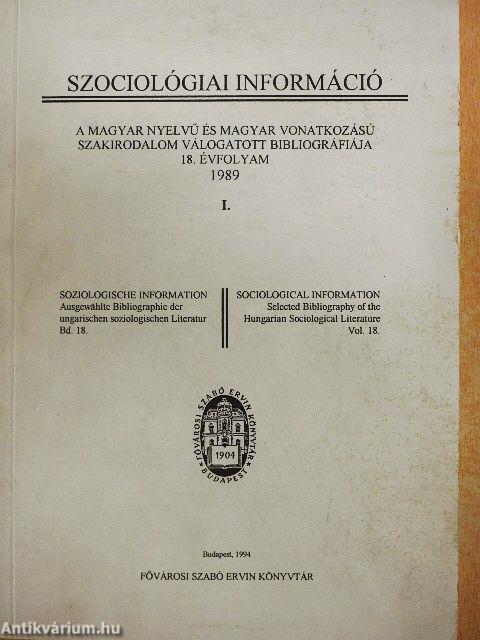 SZOCIOLÓGIAI INFORMÁCIÓ
A MAGYAR NYELVŰ ÉS MAGYAR VONATKOZÁSÚ
SZAKIRODALOM VÁLOGATOTT BIBLIOGRÁFIÁJA
18. ÉVFOLYAM
1989
I.
SOZIOLOGISCHE INFORMATION
Ausgewählte Bibliographie der
ungarischen soziologischen Literatur
Bd. 18.
SOCIOLOGICAL INFORMATION
Selected Bibliography of the
Hungarian Sociological Literature
Vol. 18.
FŐVÁROSI SZABÓ ERVIN KÖNYVTÁR
1904
BUDAPEST
Budapest, 1994
FŐVÁROSI SZABÓ ERVIN KÖNYVTÁR
Antikvárium.hu